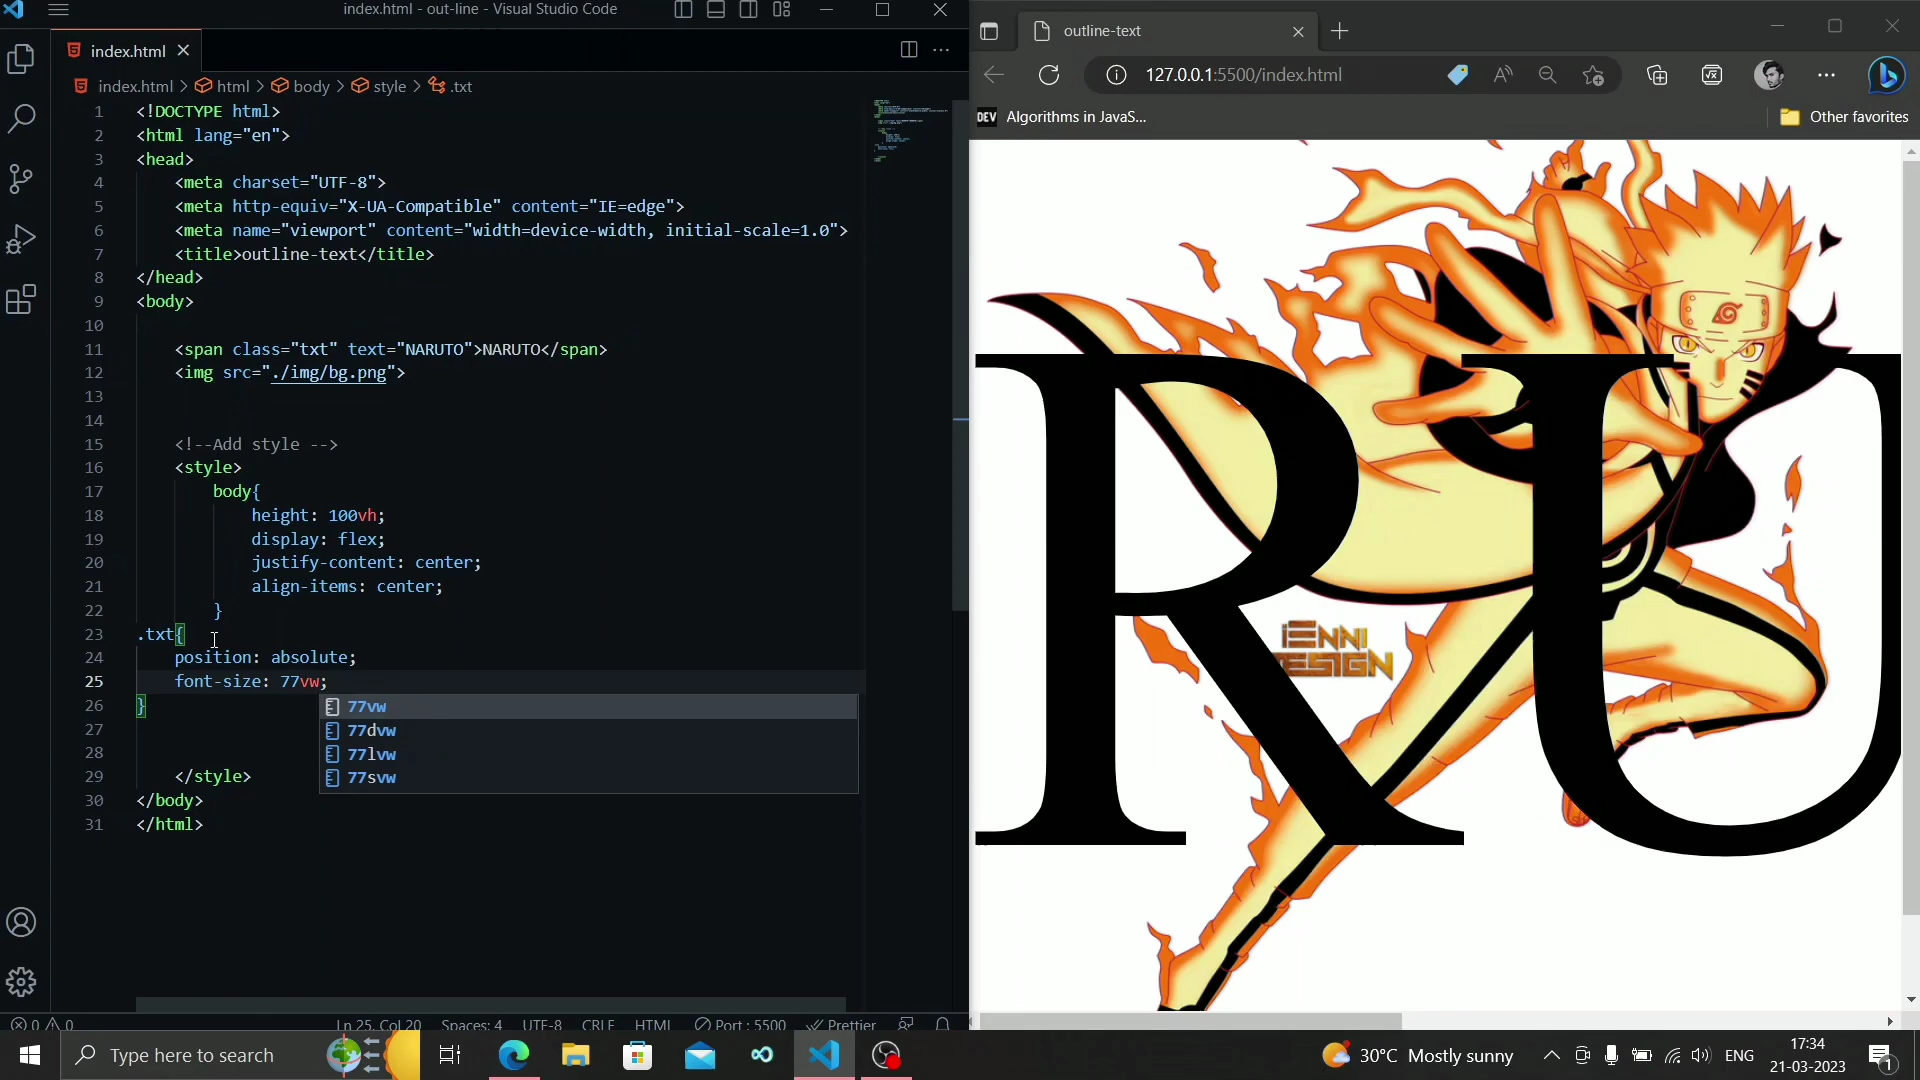 index.html - out-line - Visual Studio Code
index.html
index.html > html > body > style > .txt
1 <!DOCTYPE html>
2 <html lang="en">
3 <head>
4 <meta charset="UTF-8">
5 <meta http-equiv="X-UA-Compatible" content="IE=edge">
6 <meta name="viewport" content="width=device-width, initial-scale=1.0">
7 <title>outline-text</title>
8 </head>
9 <body>
10
11 <span class="txt" text="NARUTO">NARUTO</span>
12 <img src="./img/bg.png">
13
14
15 <!--Add style -->
16 <style>
17 body{
18 height: 100vh;
19 display: flex;
20 justify-content: center;
21 align-items: center;
22 }
23 .txt{
24 position: absolute;
25 font-size: 77vw;
26 }
27
28
29 </style>
30 </body>
31 </html>
77vw
77dvw
77lvw
77svw
0 0
Ln 25, Col 20 Spaces: 4 UTF-8 CRLF HTML Port : 5500 Prettier
outline-text
127.0.0.1:5500/index.html
DEV Algorithms in JavaS...
Other favorites
RU
iENNI
DESIGN
Type here to search
30°C Mostly sunny
ENG
17:34
21-03-2023
1